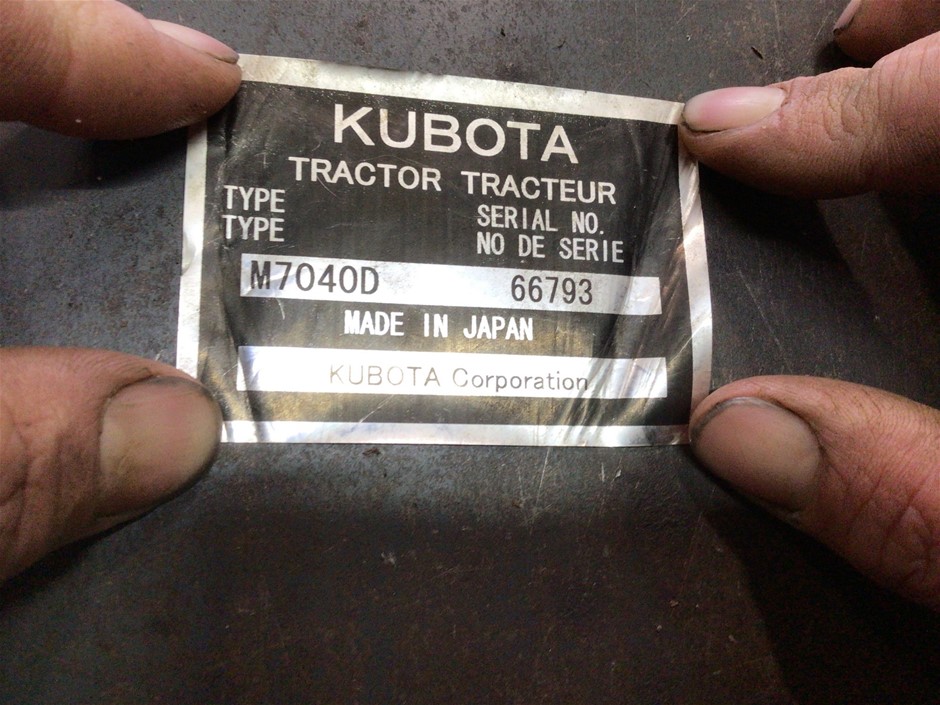 KUBOTA
TRACTOR TRACTEUR
TYPE
TYPE
SERIAL NO.
NO DE SERIE
M7040D 66793
MADE IN JAPAN
KUBOTA Corporation